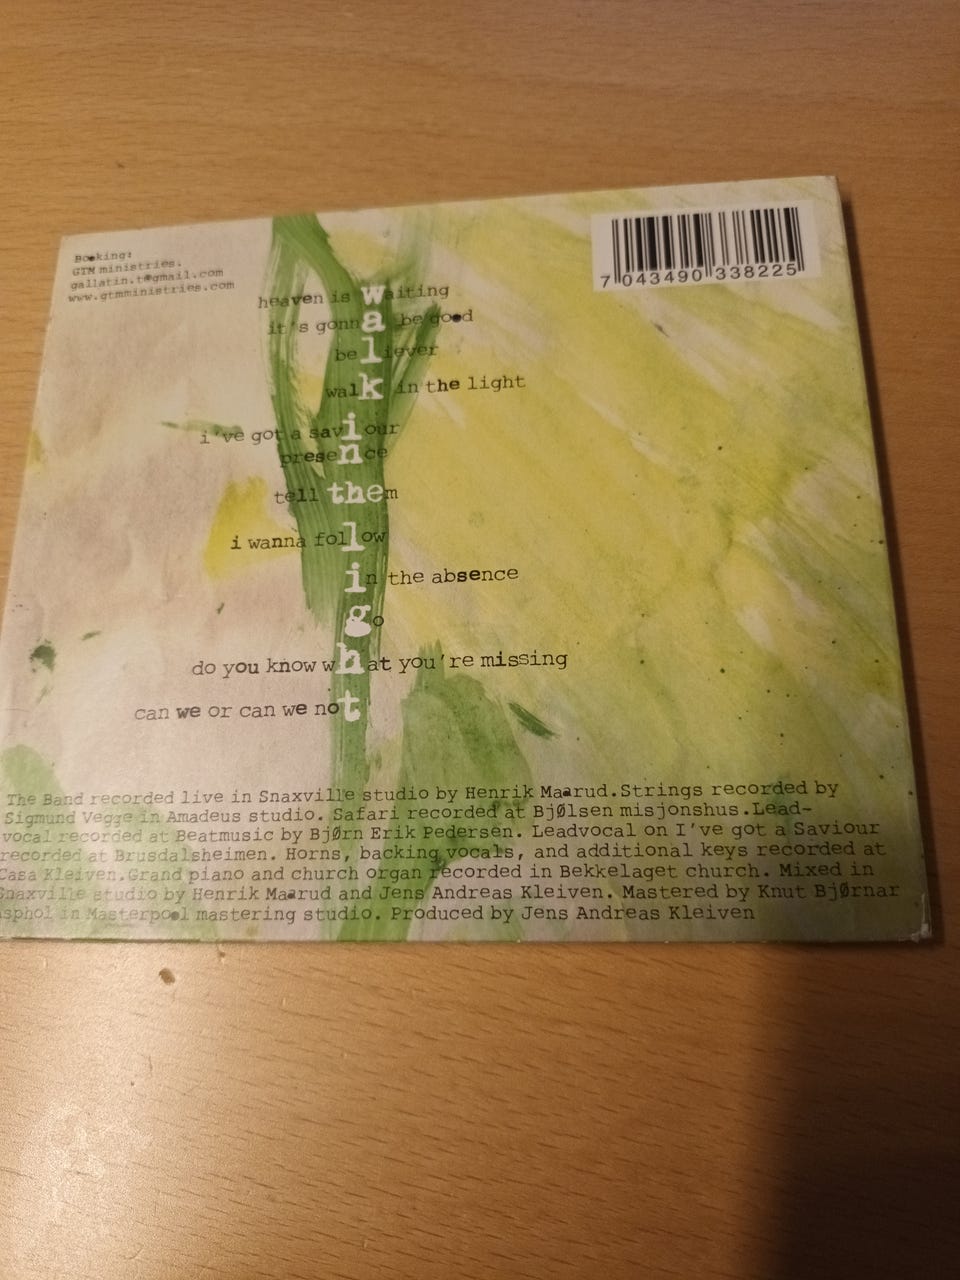 Booking:
GTM ministries.
gallatin.t@gmail.com
www.gtmministries.com
7 043490 338225
heaven is waiting
it's gonna be good
believer
walk in the light
i've got a saviour
presence
tell them
i wanna follow
in the absence
go
do you know what you're missing
can we or can we not
The Band recorded live in Snaxville studio by Henrik Maarud.Strings recorded by
Sigmund Vegge in Amadeus studio. Safari recorded at BjØlsen misjonshus.Lead-
vocal recorded at Beatmusic by BjØrn Erik Pedersen. Leadvocal on I've got a Saviour
recorded at Brusdalsheimen. Horns, backing vocals, and additional keys recorded at
Casa Kleiven.Grand piano and church organ recorded in Bekkelaget church. Mixed in
Snaxville studio by Henrik Maarud and Jens Andreas Kleiven. Mastered by Knut BjØrnar
asphol in Masterpool mastering studio. Produced by Jens Andreas Kleiven